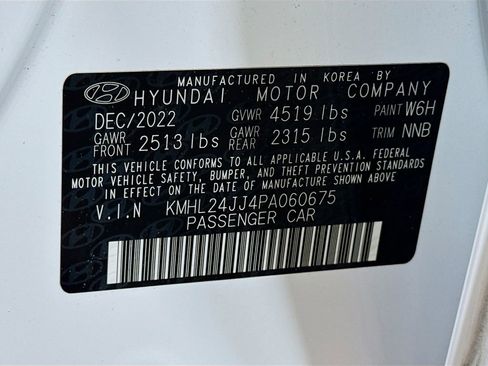 MANUFACTURED IN KOREA BY
HYUNDAI MOTOR COMPANY
DEC/2022 GVWR 4519 lbs PAINT W6H
GAWR FRONT 2513 lbs GAWR REAR 2315 lbs TRIM NNB
THIS VEHICLE CONFORMS TO ALL APPLICABLE U.S.A. FEDERAL
MOTOR VEHICLE SAFETY, BUMPER, AND THEFT PREVENTION STANDARDS
IN EFFECT ON THE DATE OF MANUFACTURE SHOWN ABOVE.
V.I.N KMHL24JJ4PA060675
PASSENGER CAR